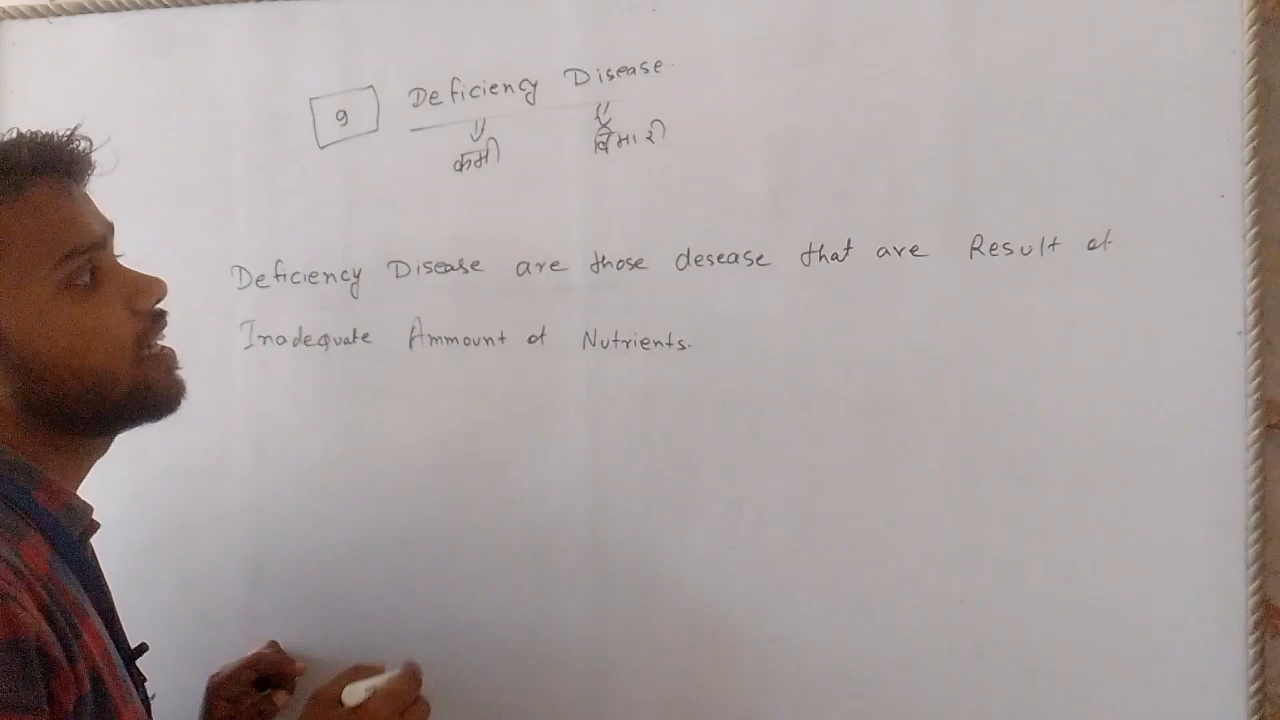 9 Deficiency Disease.
कमी बिमारी
Deficiency Disease are those desease that are Result of
Inadequate Ammount of Nutrients.